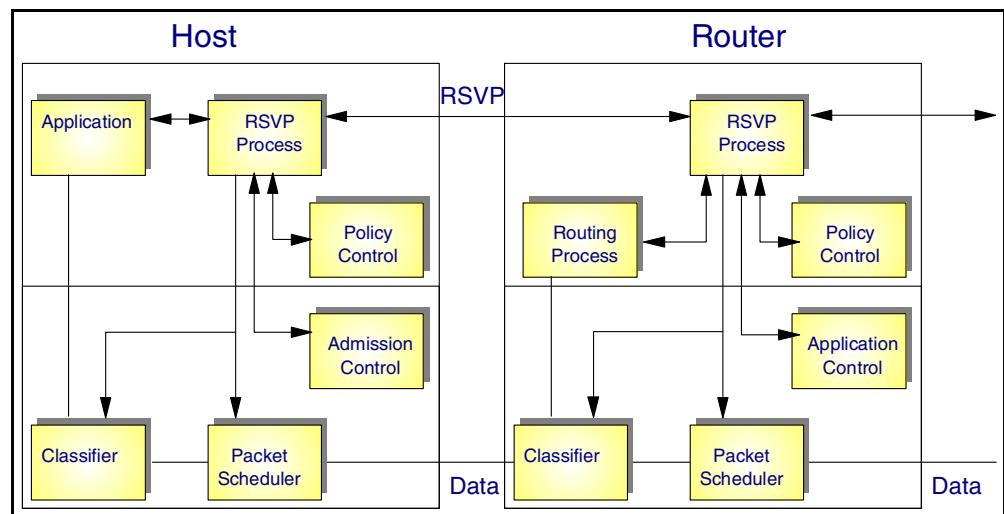 Host
Router
RSVP
Application
RSVP
Process
RSVP
Process
Policy
Control
Routing
Process
Policy
Control
Admission
Control
Application
Control
Classifier
Packet
Scheduler
Classifier
Packet
Scheduler
Data
Data